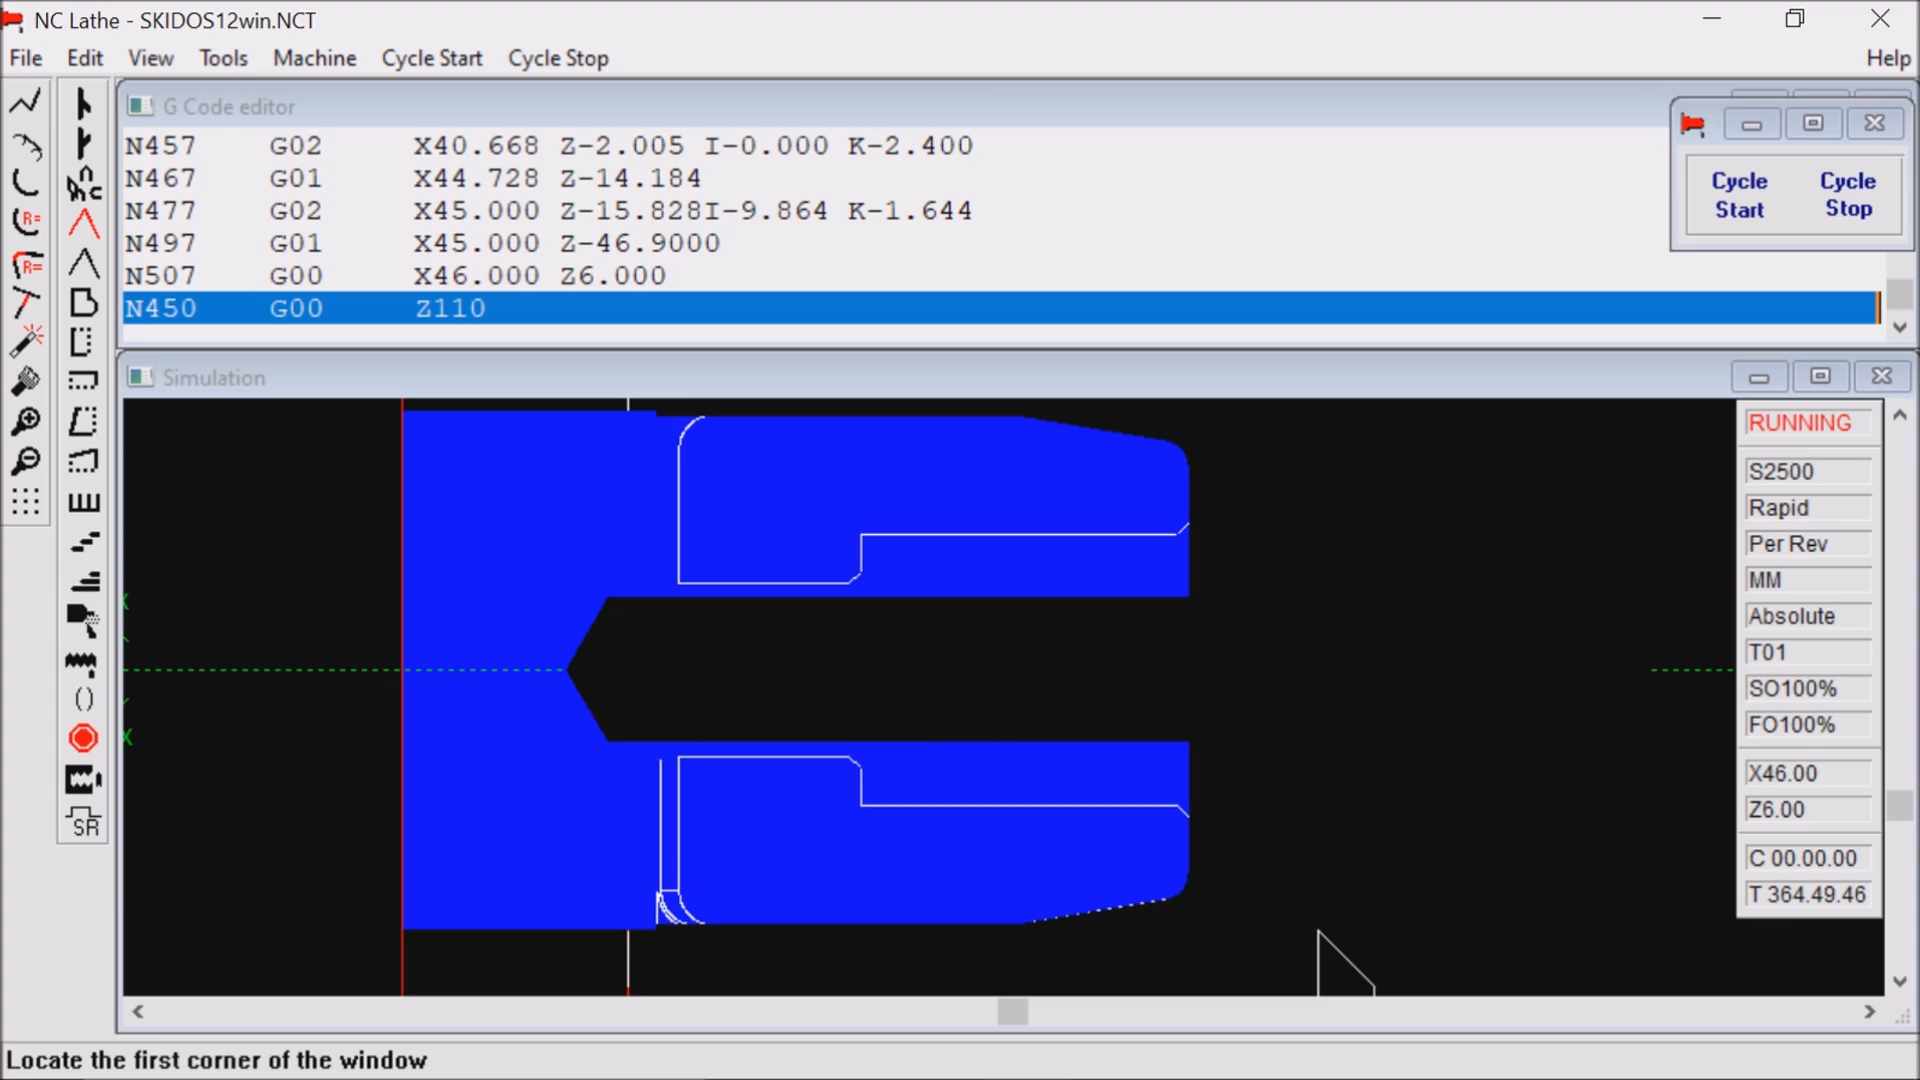 NC Lathe - SKIDOS12win.NCT
File Edit View Tools Machine Cycle Start Cycle Stop Help
G Code editor
N457 G02 X40.668 Z-2.005 I-0.000 K-2.400
N467 G01 X44.728 Z-14.184
N477 G02 X45.000 Z-15.828I-9.864 K-1.644
N497 G01 X45.000 Z-46.9000
N507 G00 X46.000 Z6.000
N450 G00 Z110
Cycle Start
Cycle Stop
R=
R=
SR
Simulation
X
X
RUNNING
S2500
Rapid
Per Rev
MM
Absolute
T01
SO100%
FO100%
X46.00
Z6.00
C 00.00.00
T 364.49.46
Locate the first corner of the window